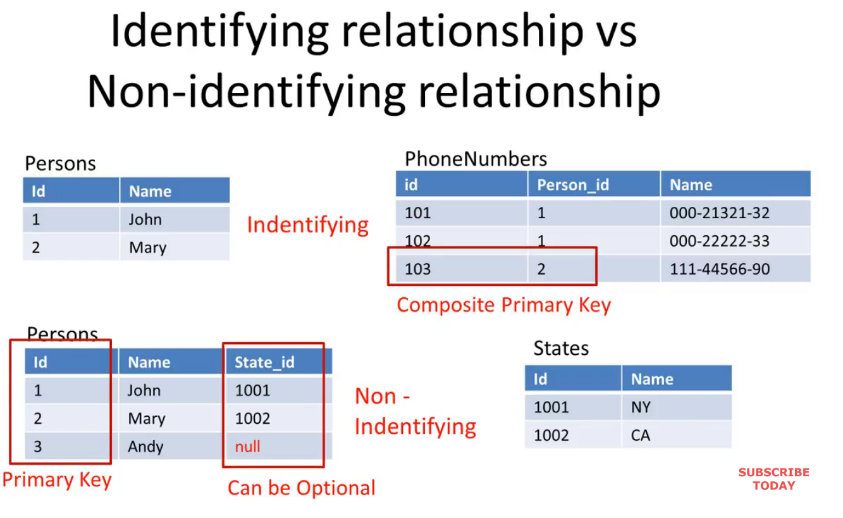 Identifying relationship vs
Non-identifying relationship
Persons
Id Name
1 John
2 Mary
Indentifying
PhoneNumbers
id Person_id Name
101 1 000-21321-32
102 1 000-22222-33
103 2 111-44566-90
Composite Primary Key
Persons
Id Name State_id
1 John 1001
2 Mary 1002
3 Andy null
Primary Key
Can be Optional
Non -
Indentifying
States
Id Name
1001 NY
1002 CA
SUBSCRIBE
TODAY